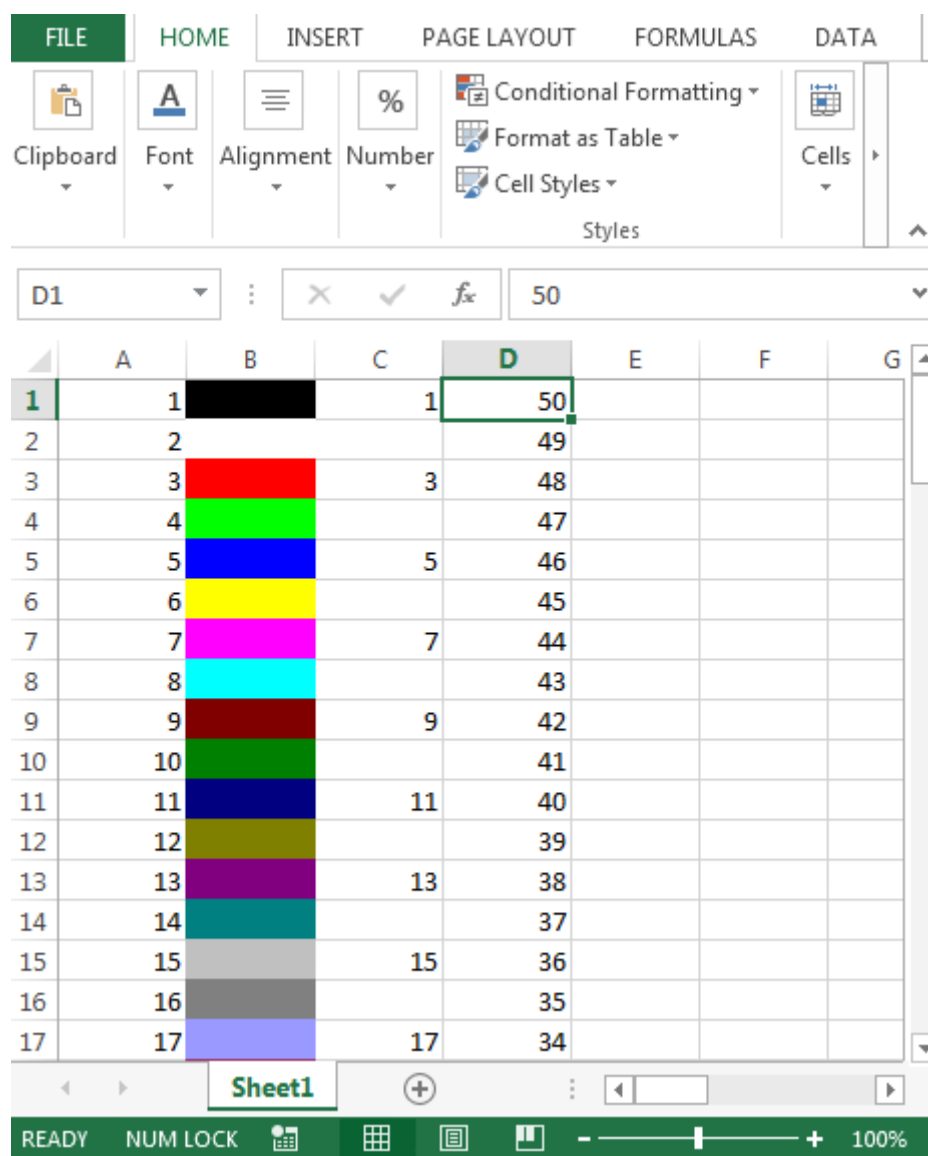 FILE HOME INSERT PAGE LAYOUT FORMULAS DATA
A % Conditional Formatting
Format as Table
Clipboard Font Alignment Number Cells
Cell Styles
Styles
D1 fx 50
A B C D E F G
1 1 1 50
2 2 49
3 3 3 48
4 4 47
5 5 5 46
6 6 45
7 7 7 44
8 8 43
9 9 9 42
10 10 41
11 11 11 40
12 12 39
13 13 13 38
14 14 37
15 15 15 36
16 16 35
17 17 17 34
Sheet1
READY NUM LOCK 100%